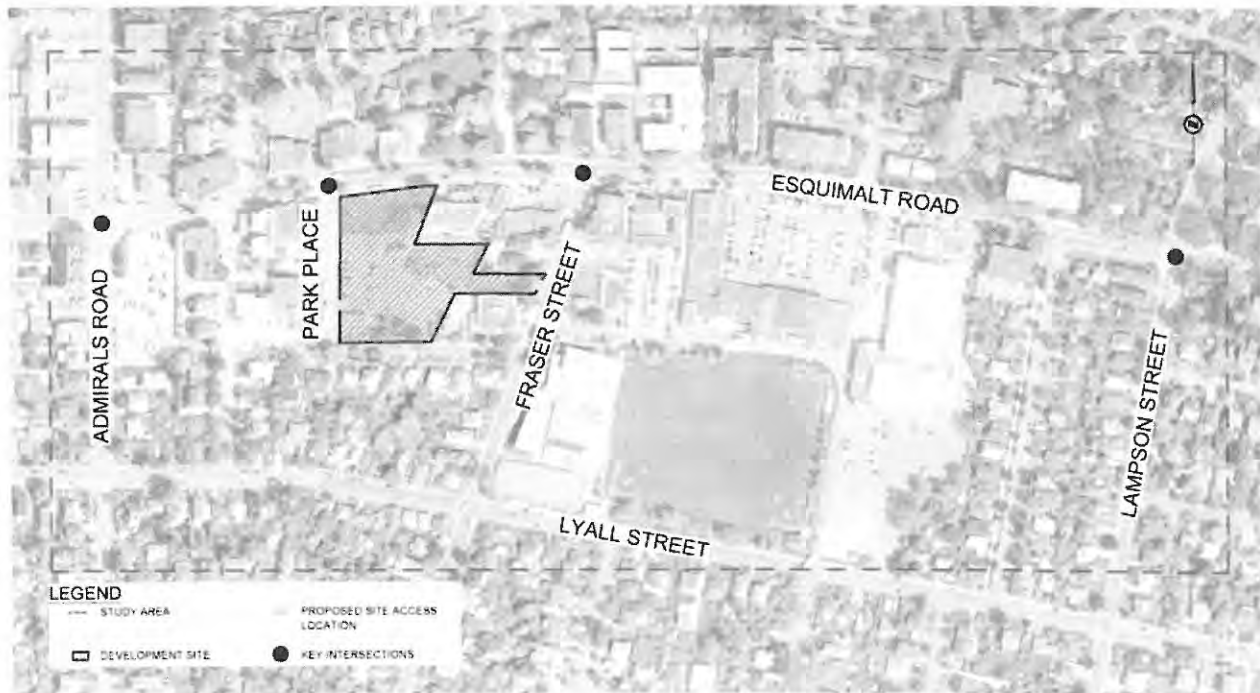 ESQUIMALT ROAD
PARK PLACE
ADMIRALS ROAD
FRASER STREET
LAMPSON STREET
LYALL STREET
LEGEND
STUDY AREA
PROPOSED SITE ACCESS
LOCATION
DEVELOPMENT SITE
KEY INTERSECTIONS